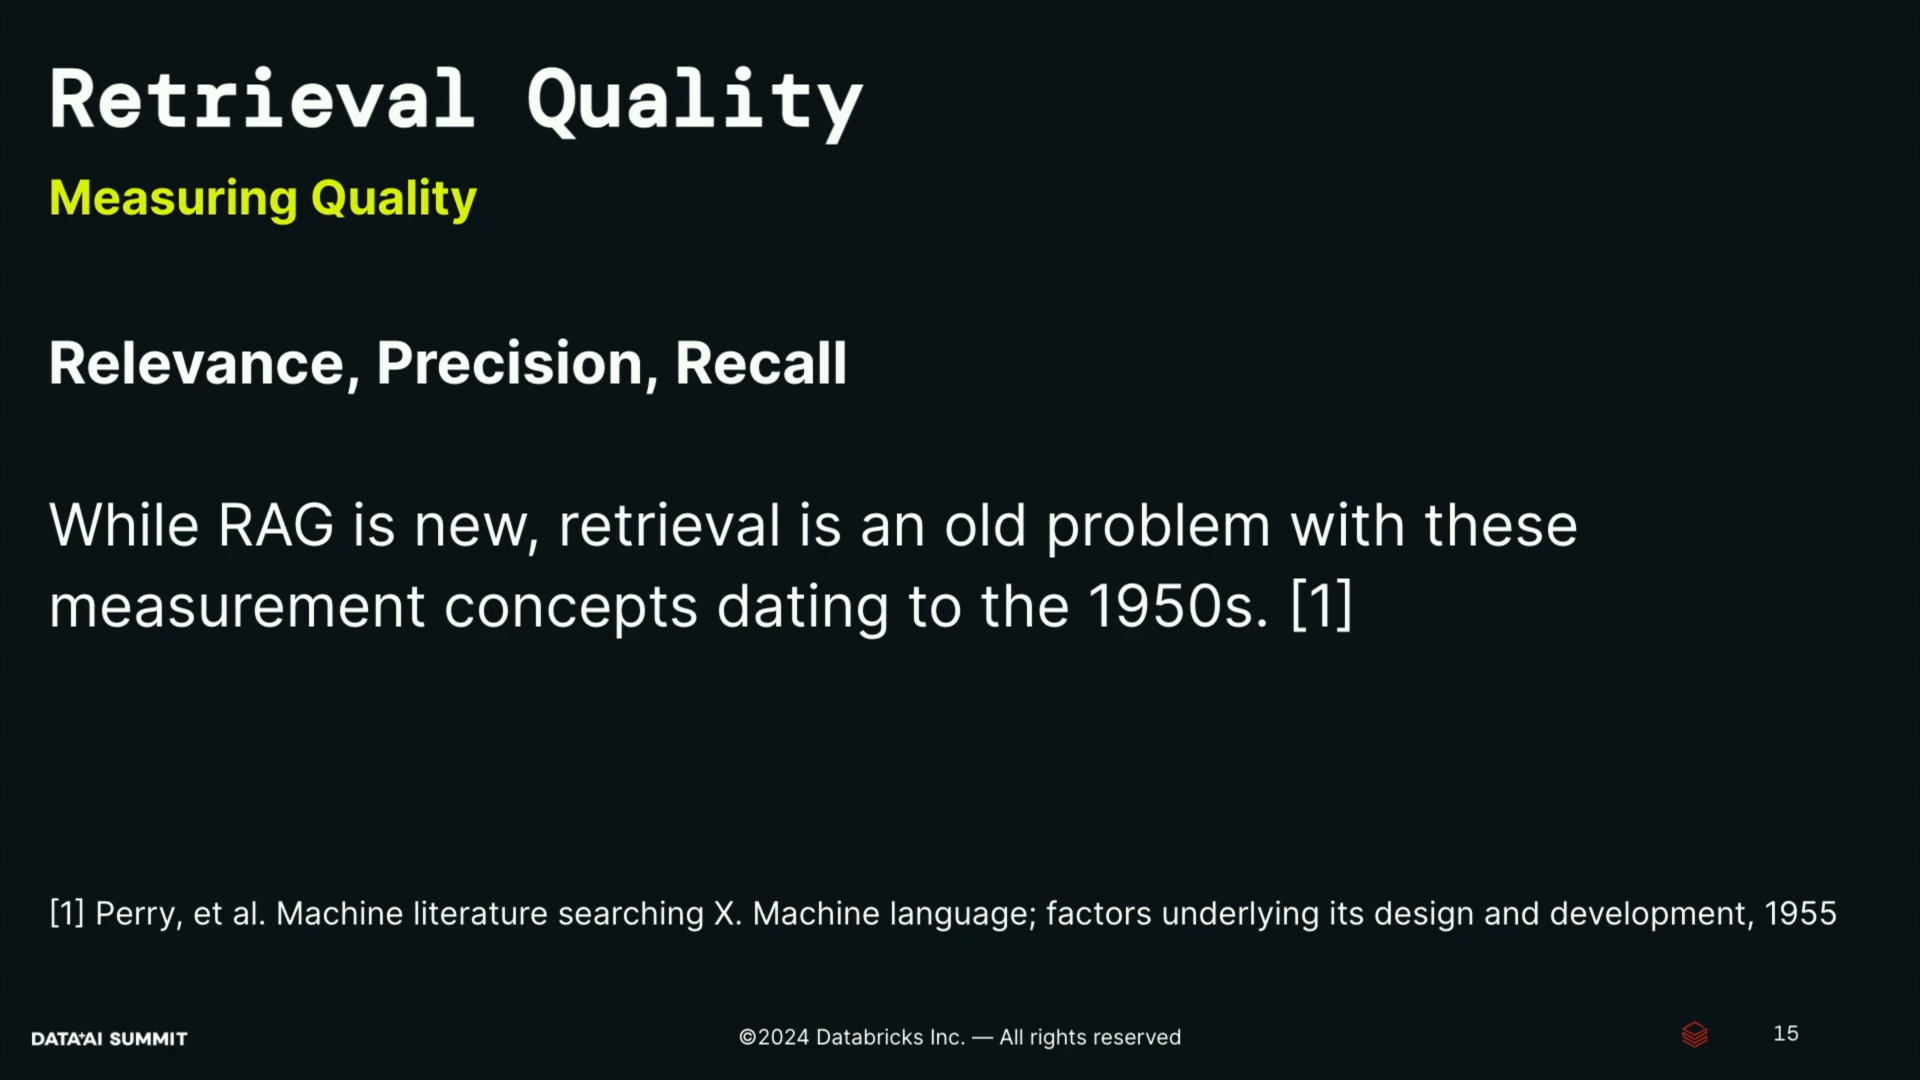 Retrieval Quality
Measuring Quality
Relevance, Precision, Recall
While RAG is new, retrieval is an old problem with these
measurement concepts dating to the 1950s. [1]
[1] Perry, et al. Machine literature searching X. Machine language; factors underlying its design and development, 1955
DATA+AI SUMMIT
©2024 Databricks Inc. — All rights reserved
15